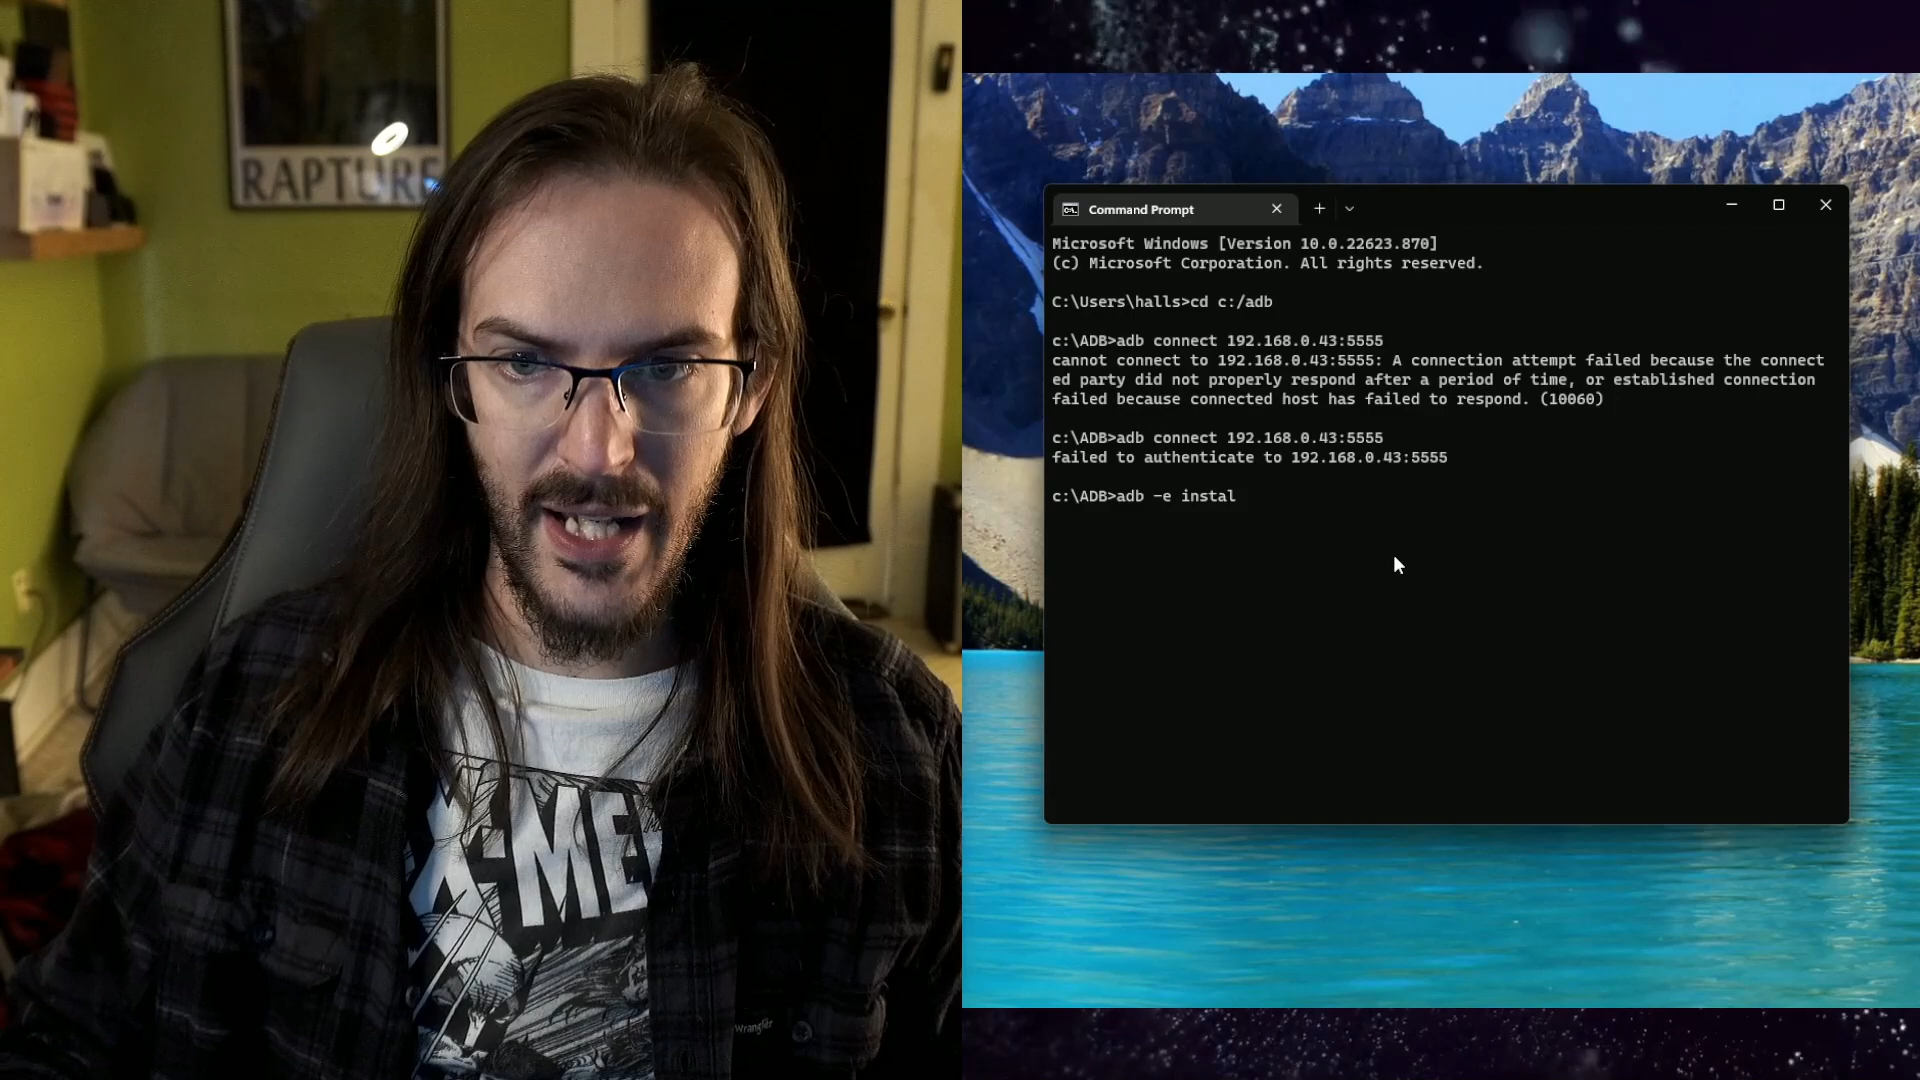 RAPTURE
X-MEN
Wrangler
Command Prompt
Microsoft Windows [Version 10.0.22623.870]
(c) Microsoft Corporation. All rights reserved.
C:\Users\halls>cd c:/adb
c:\ADB>adb connect 192.168.0.43:5555
cannot connect to 192.168.0.43:5555: A connection attempt failed because the connect
ed party did not properly respond after a period of time, or established connection
failed because connected host has failed to respond. (10060)
c:\ADB>adb connect 192.168.0.43:5555
failed to authenticate to 192.168.0.43:5555
c:\ADB>adb -e instal